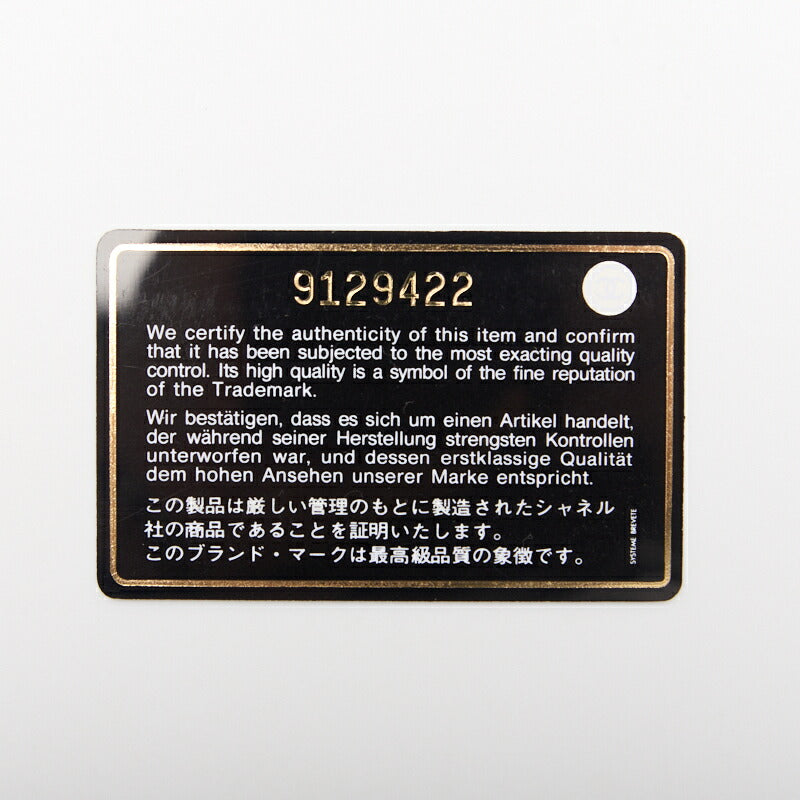 9129422
We certify the authenticity of this item and confirm
that it has been subjected to the most exacting quality
control. Its high quality is a symbol of the fine reputation
of the Trademark.
Wir bestätigen, dass es sich um einen Artikel handelt,
der während seiner Herstellung strengsten Kontrollen
unterworfen war, und dessen erstklassige Qualität
dem hohen Ansehen unserer Marke entspricht.
この製品は厳しい管理のもとに製造されたシャネル
社の商品であることを証明いたします。
このブランド・マークは最高級品質の象徴です。
SYSTEME BREVETE